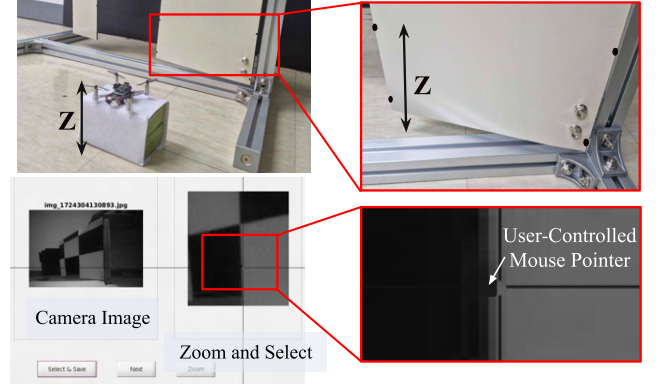 Z
Z
img_1724304130893.jpg
User-Controlled
Mouse Pointer
Camera Image
Zoom and Select
Select & Save
Next
Zoom